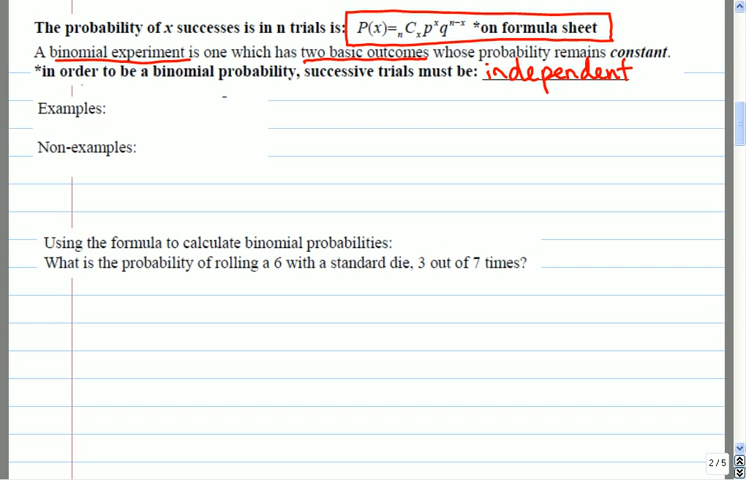 The probability of x successes is in n trials is: P(x)=ₙCₓpˣqⁿ⁻ˣ *on formula sheet
A binomial experiment is one which has two basic outcomes whose probability remains constant.
*in order to be a binomial probability, successive trials must be: independent
Examples:
Non-examples:
Using the formula to calculate binomial probabilities:
What is the probability of rolling a 6 with a standard die, 3 out of 7 times?
2/5